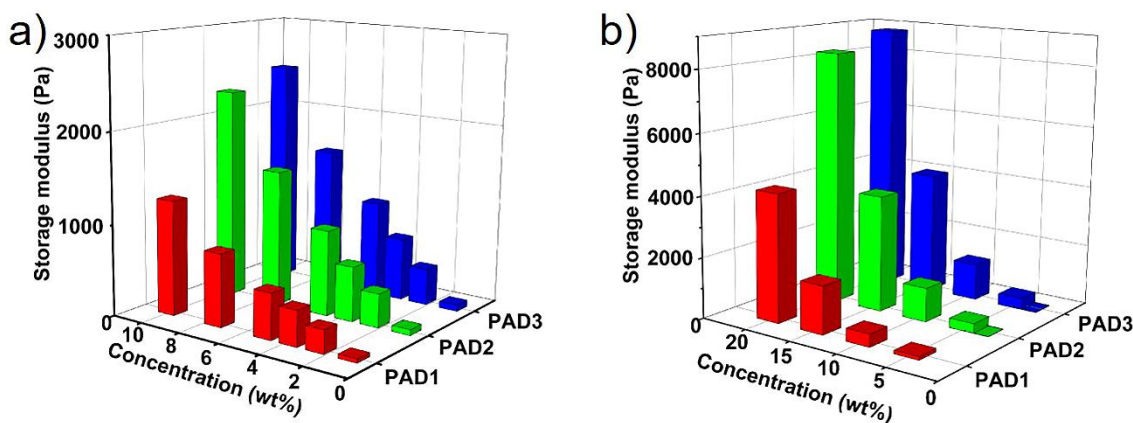 a)
Storage modulus (Pa)
3000
2000
1000
0
10
8
6
4
2
0
Concentration (wt%)
PAD1
PAD2
PAD3
b)
Storage modulus (Pa)
8000
6000
4000
2000
0
20
15
10
5
0
Concentration (wt%)
PAD1
PAD2
PAD3